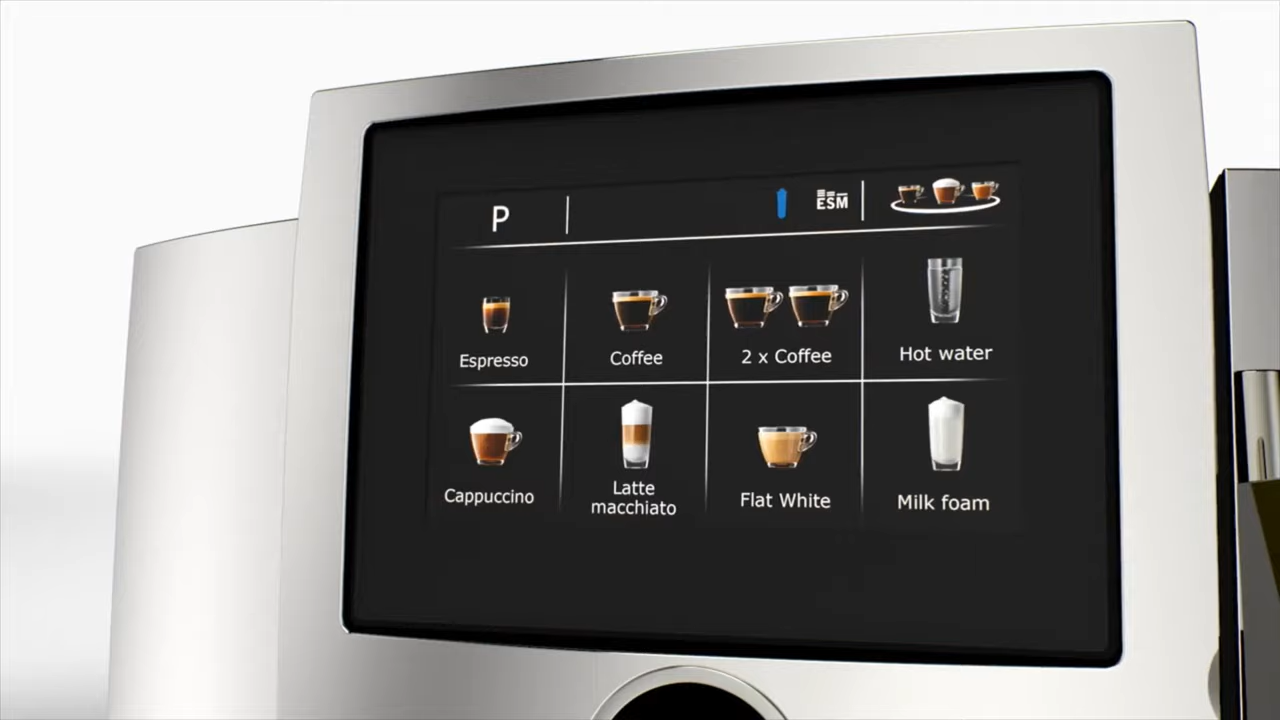 P
ESM
Espresso
Coffee
2 x Coffee
Hot water
Cappuccino
Latte
macchiato
Flat White
Milk foam